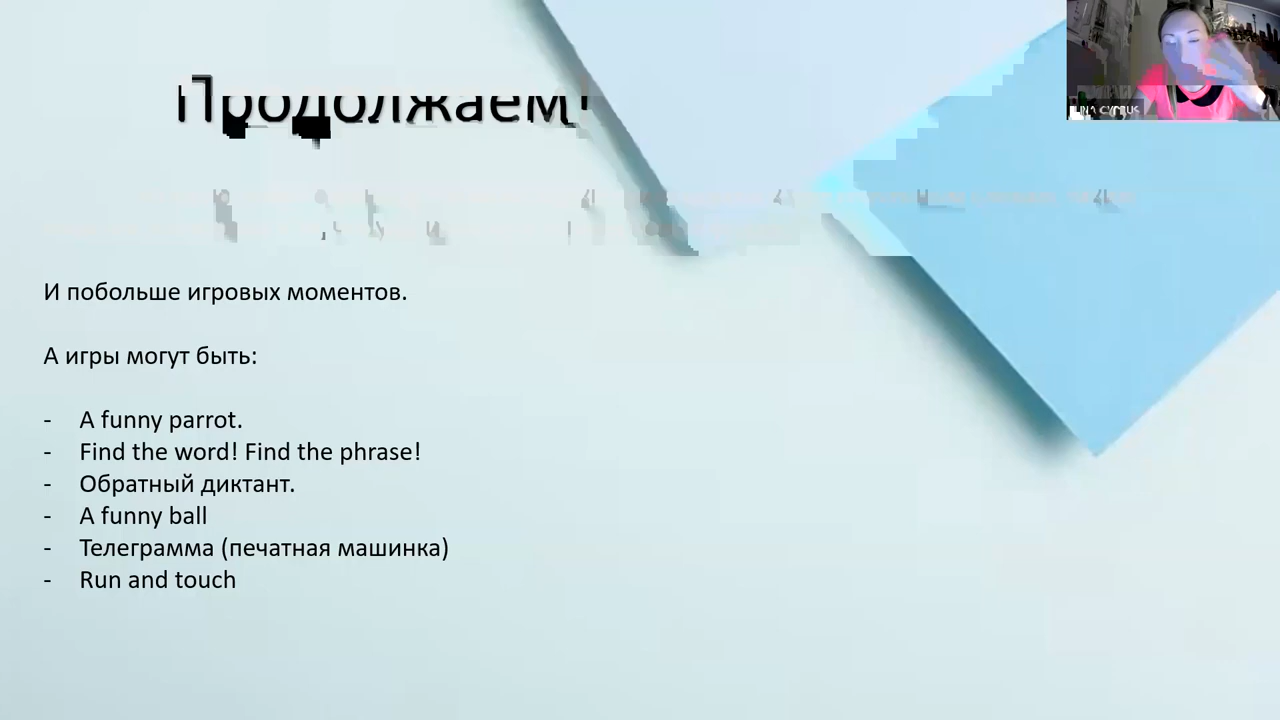 Продолжаем!
И побольше игровых моментов.
А игры могут быть:
- A funny parrot.
- Find the word! Find the phrase!
- Обратный диктант.
- A funny ball
- Телеграмма (печатная машинка)
- Run and touch
CYPRUS